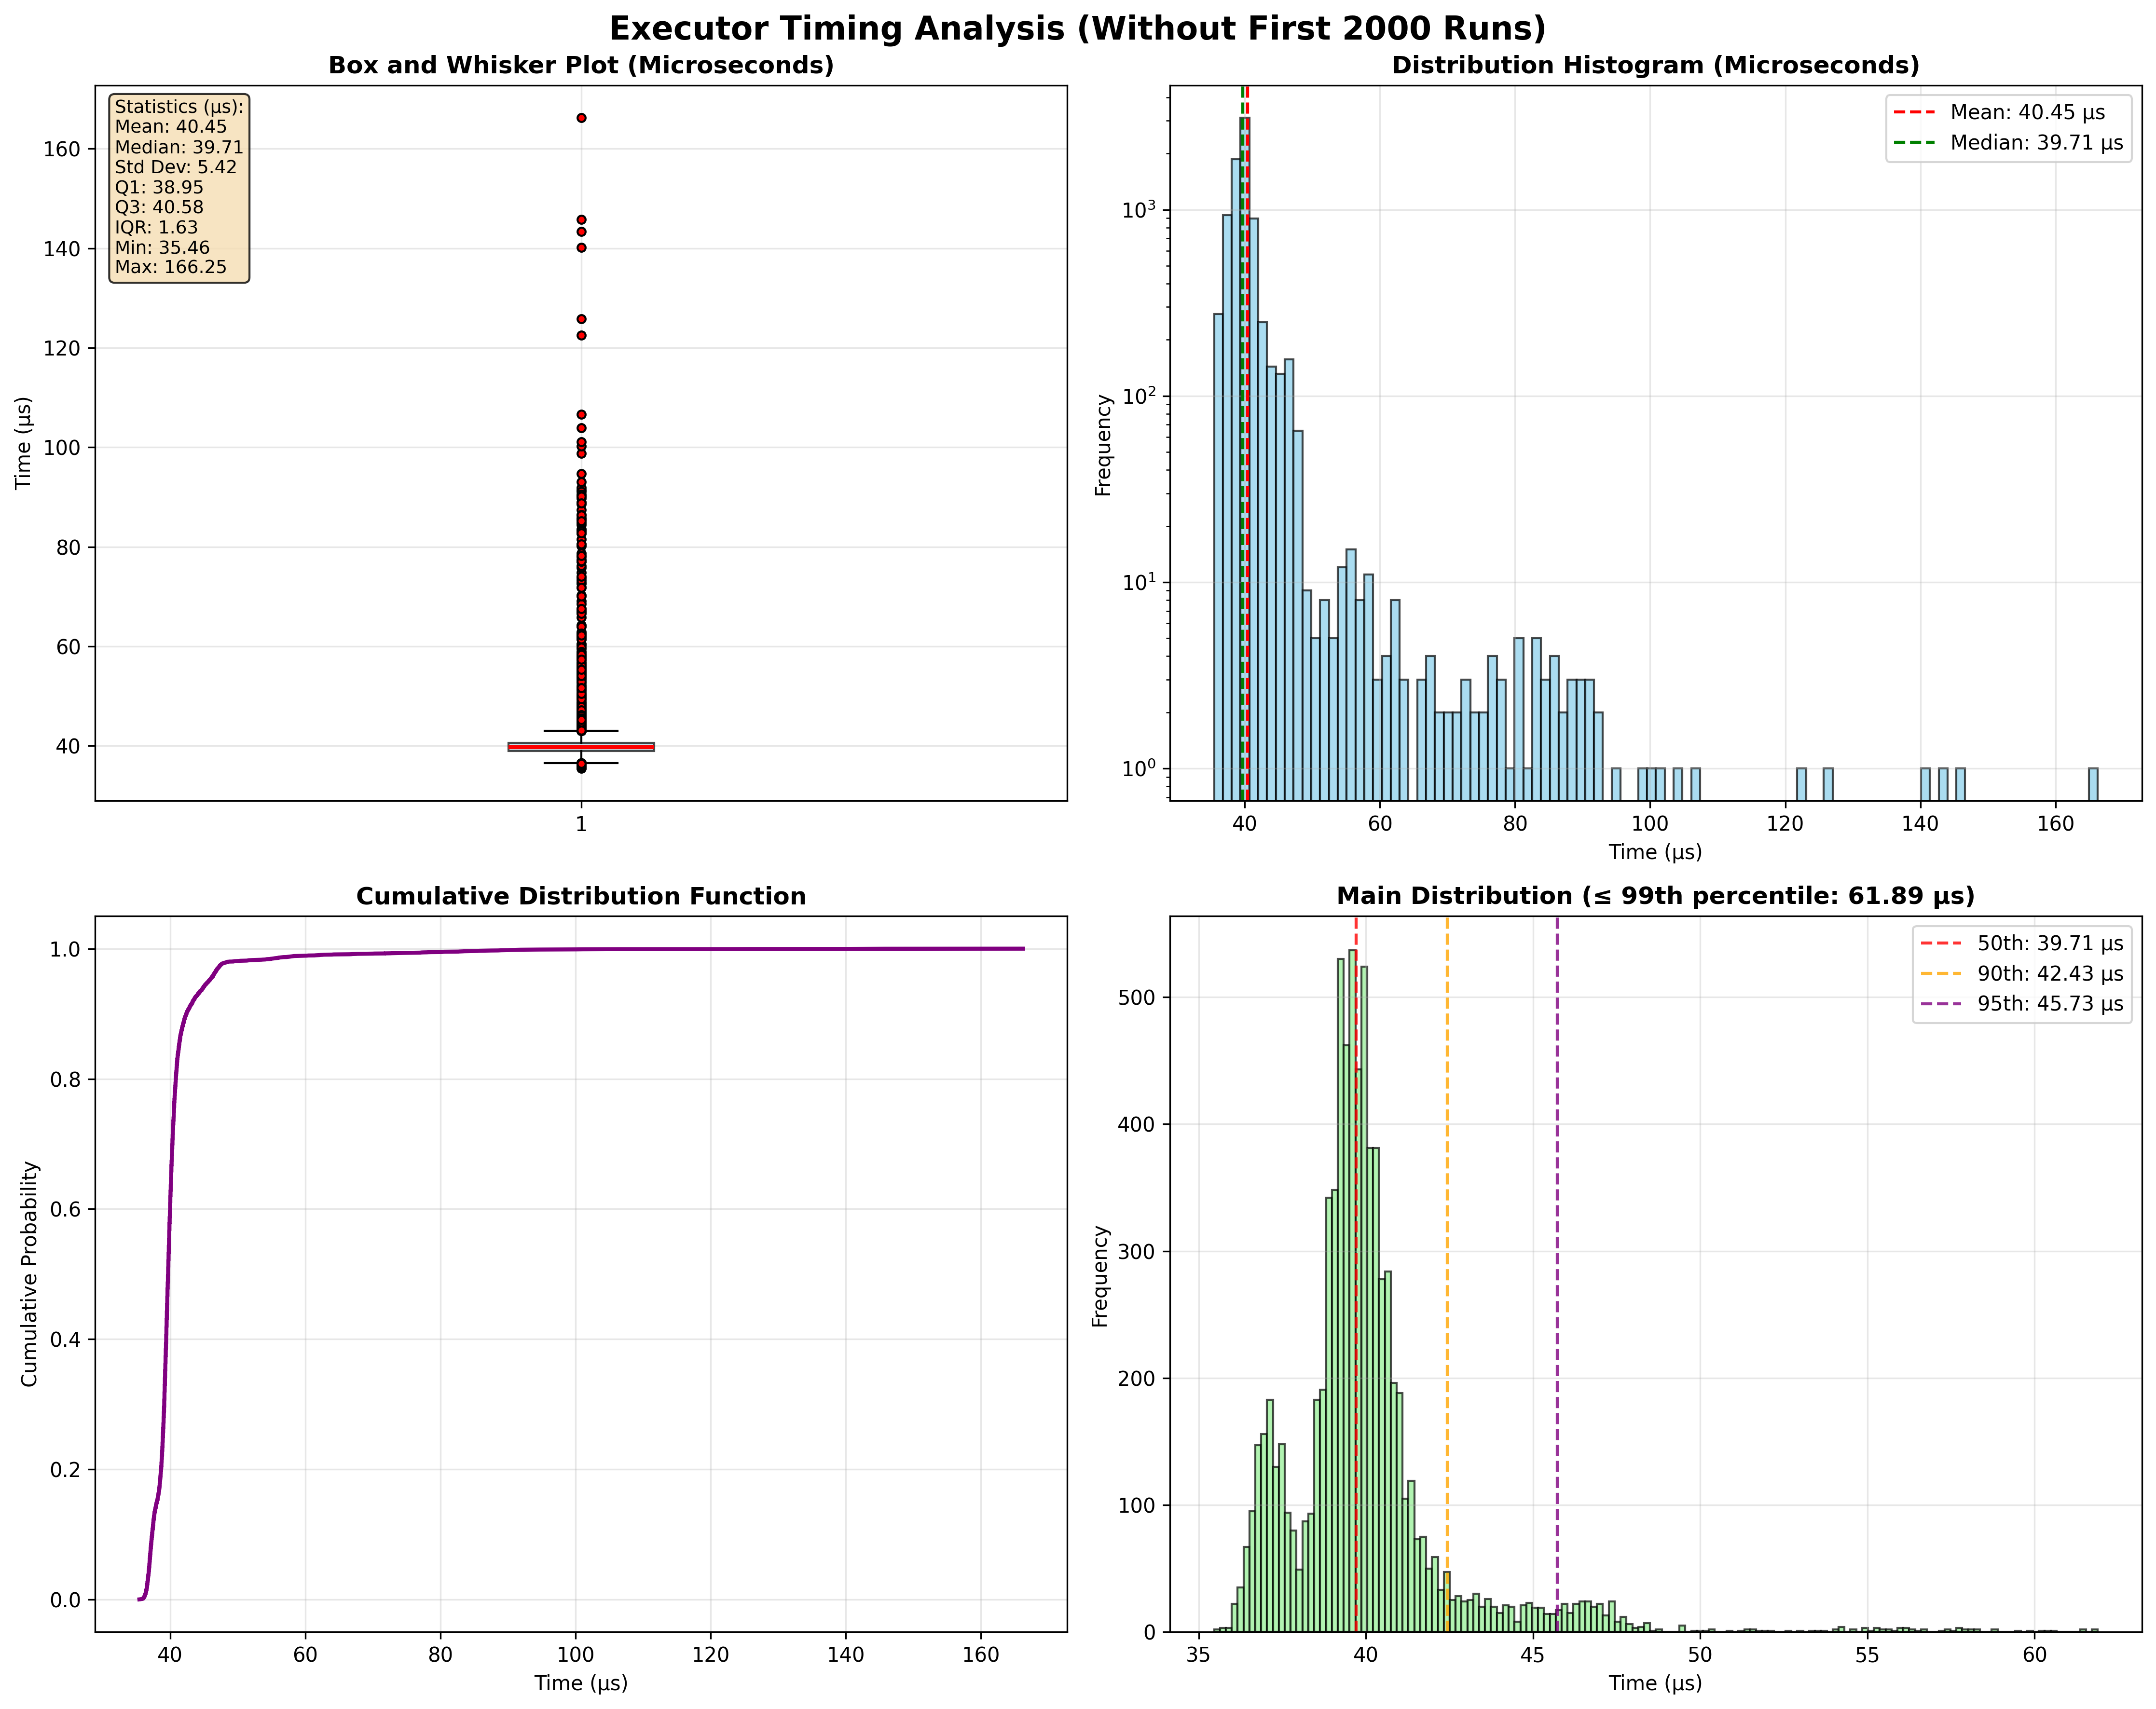 Executor Timing Analysis (Without First 2000 Runs)
Box and Whisker Plot (Microseconds)
Statistics (µs):
Mean: 40.45
Median: 39.71
Std Dev: 5.42
Q1: 38.95
Q3: 40.58
IQR: 1.63
Min: 35.46
Max: 166.25
Time (µs)
160
140
120
100
80
60
40
1
Distribution Histogram (Microseconds)
Mean: 40.45 µs
Median: 39.71 µs
Frequency
10³
10²
10¹
10⁰
40 60 80 100 120 140 160
Time (µs)
Cumulative Distribution Function
Cumulative Probability
1.0
0.8
0.6
0.4
0.2
0.0
40 60 80 100 120 140 160
Time (µs)
Main Distribution (≤ 99th percentile: 61.89 µs)
50th: 39.71 µs
90th: 42.43 µs
95th: 45.73 µs
Frequency
500
400
300
200
100
0
35 40 45 50 55 60
Time (µs)